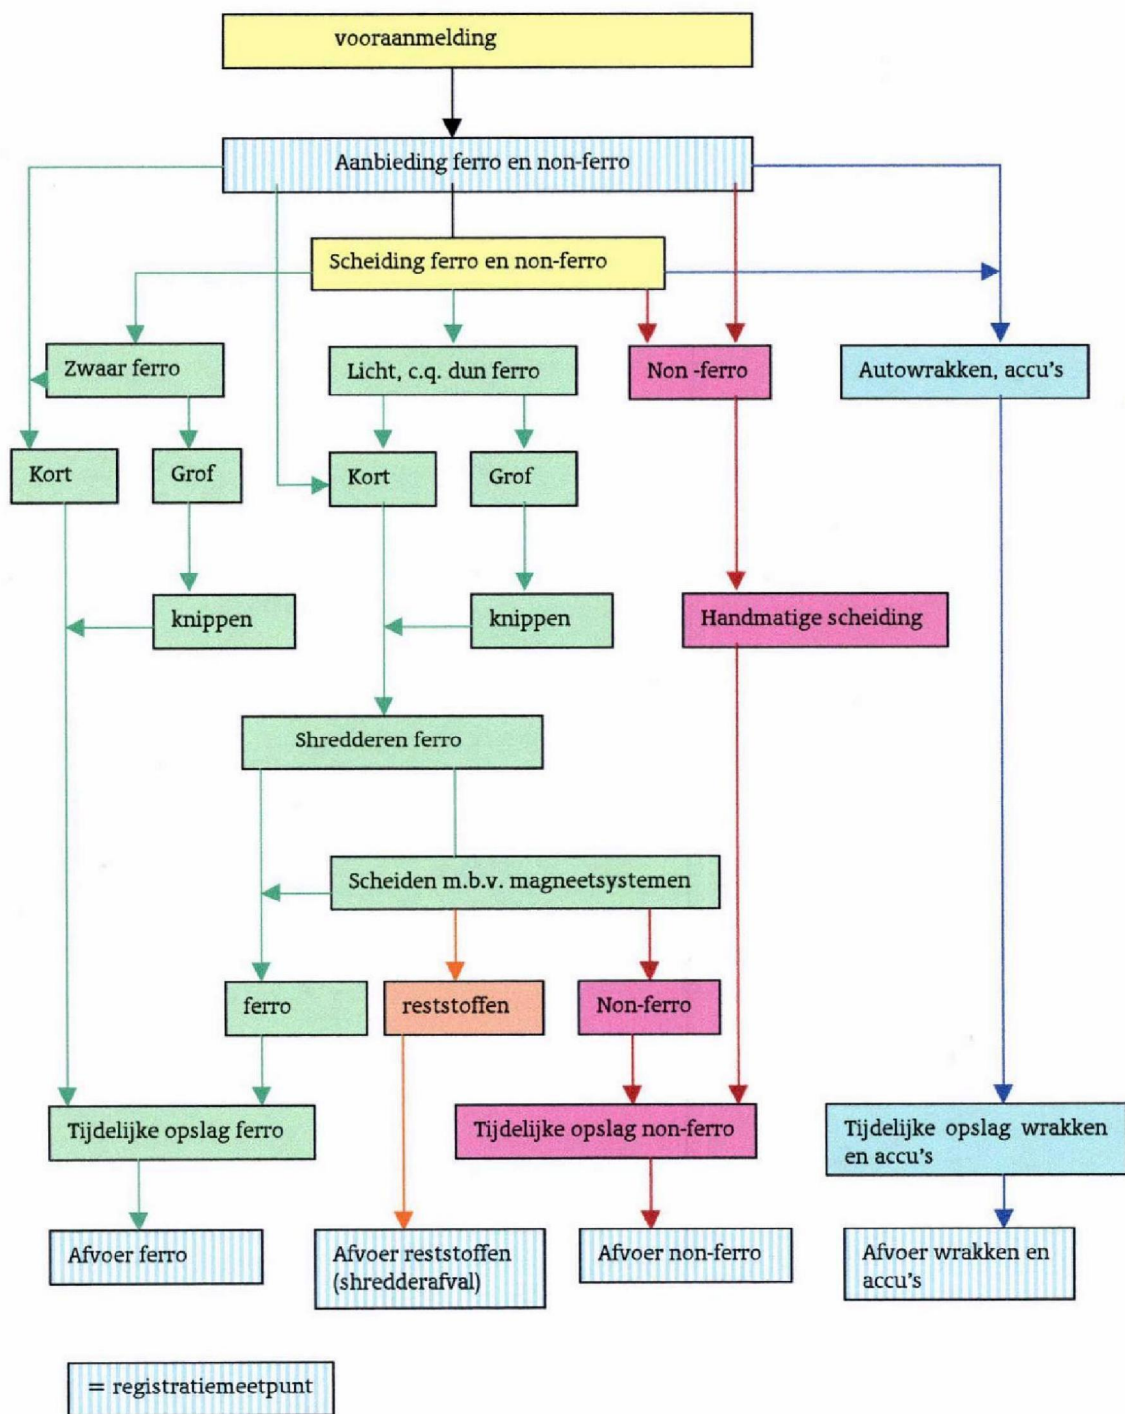 vooraanmelding
Aanbieding ferro en non-ferro
Scheiding ferro en non-ferro
Zwaar ferro
Licht, c.q. dun ferro
Non -ferro
Autowrakken, accu's
Kort
Grof
Kort
Grof
knippen
knippen
Handmatige scheiding
Shredderen ferro
Scheiden m.b.v. magneetsystemen
ferro
reststoffen
Non-ferro
Tijdelijke opslag ferro
Tijdelijke opslag non-ferro
Tijdelijke opslag wrakken
en accu's
Afvoer ferro
Afvoer reststoffen
(shredderafval)
Afvoer non-ferro
Afvoer wrakken en
accu's
= registratiemeetpunt